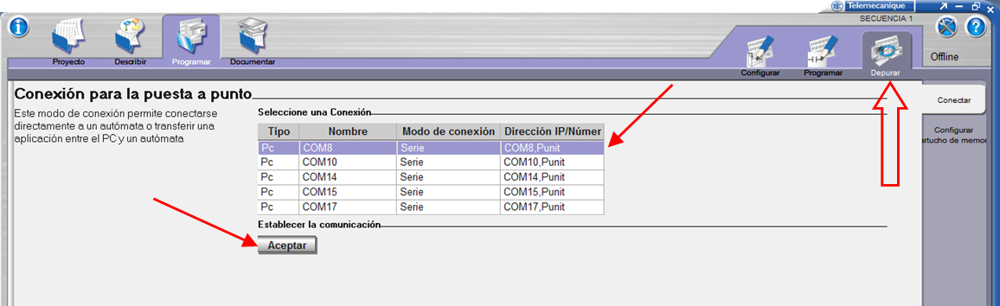 Telemecanique
SECUENCIA 1
Proyecto
Describir
Programar
Documentar
Configurar
Programar
Depurar
Offline
Conexión para la puesta a punto
Este modo de conexión permite conectarse
directamente a un autómata o transferir una
aplicación entre el PC y un autómata
Seleccione una Conexión
Tipo Nombre Modo de conexión Dirección IP/Númer
Pc COM8 Serie COM8,Punit
Pc COM10 Serie COM10,Punit
Pc COM14 Serie COM14,Punit
Pc COM15 Serie COM15,Punit
Pc COM17 Serie COM17,Punit
Establecer la comunicación
Aceptar
Conectar
Configurar
artucho de memor